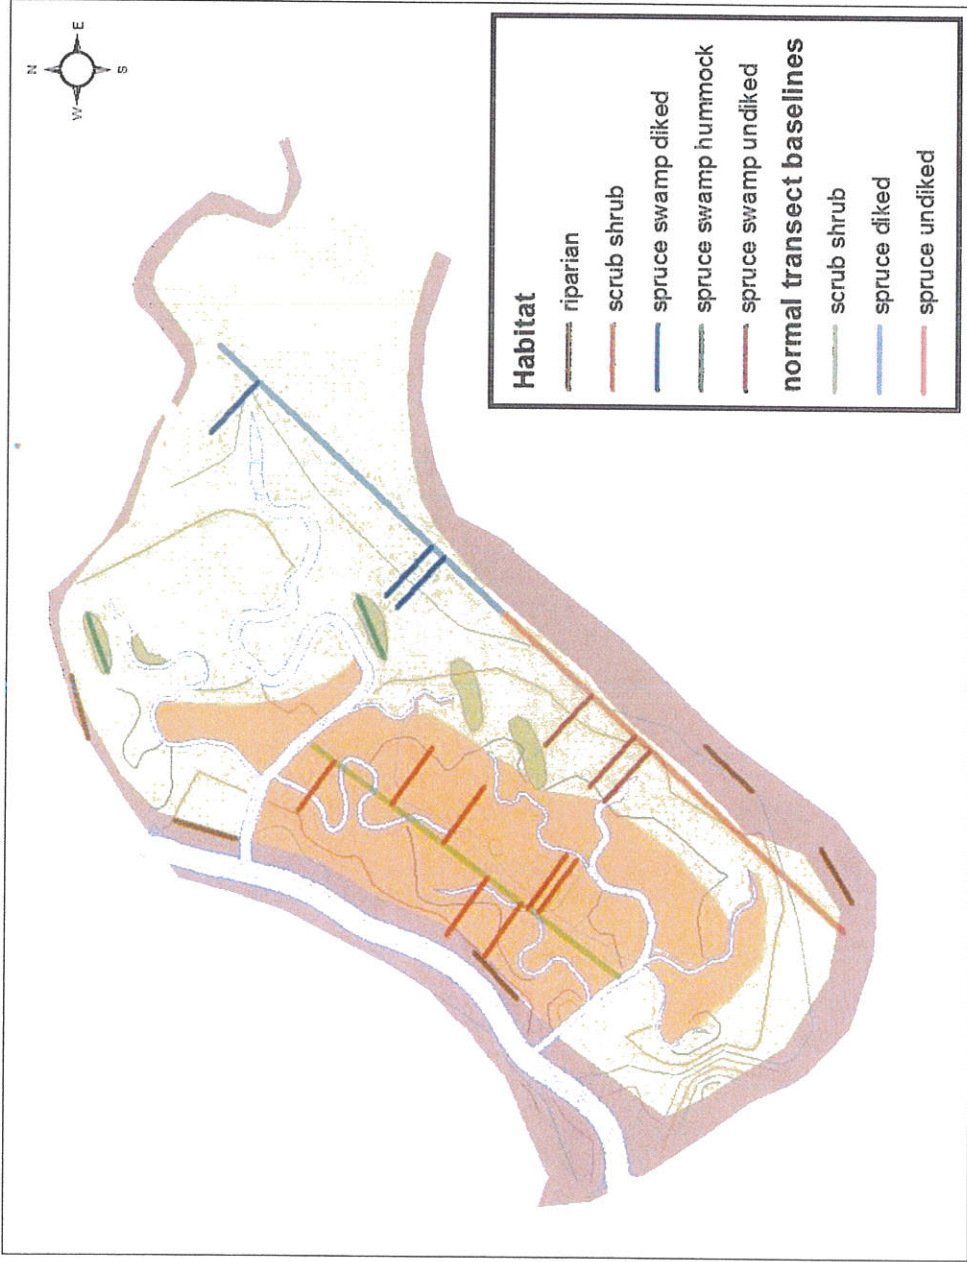 N
W
E
S
Habitat
riparian
scrub shrub
spruce swamp diked
spruce swamp hummock
spruce swamp undiked
normal transect baselines
scrub shrub
spruce diked
spruce undiked